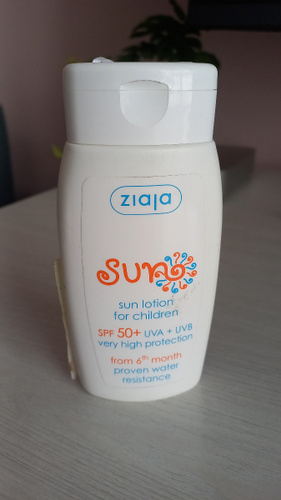 ziaja
sun
sun lotion
for children
SPF 50+ UVA + UVB
very high protection
from 6th month
proven water
resistance